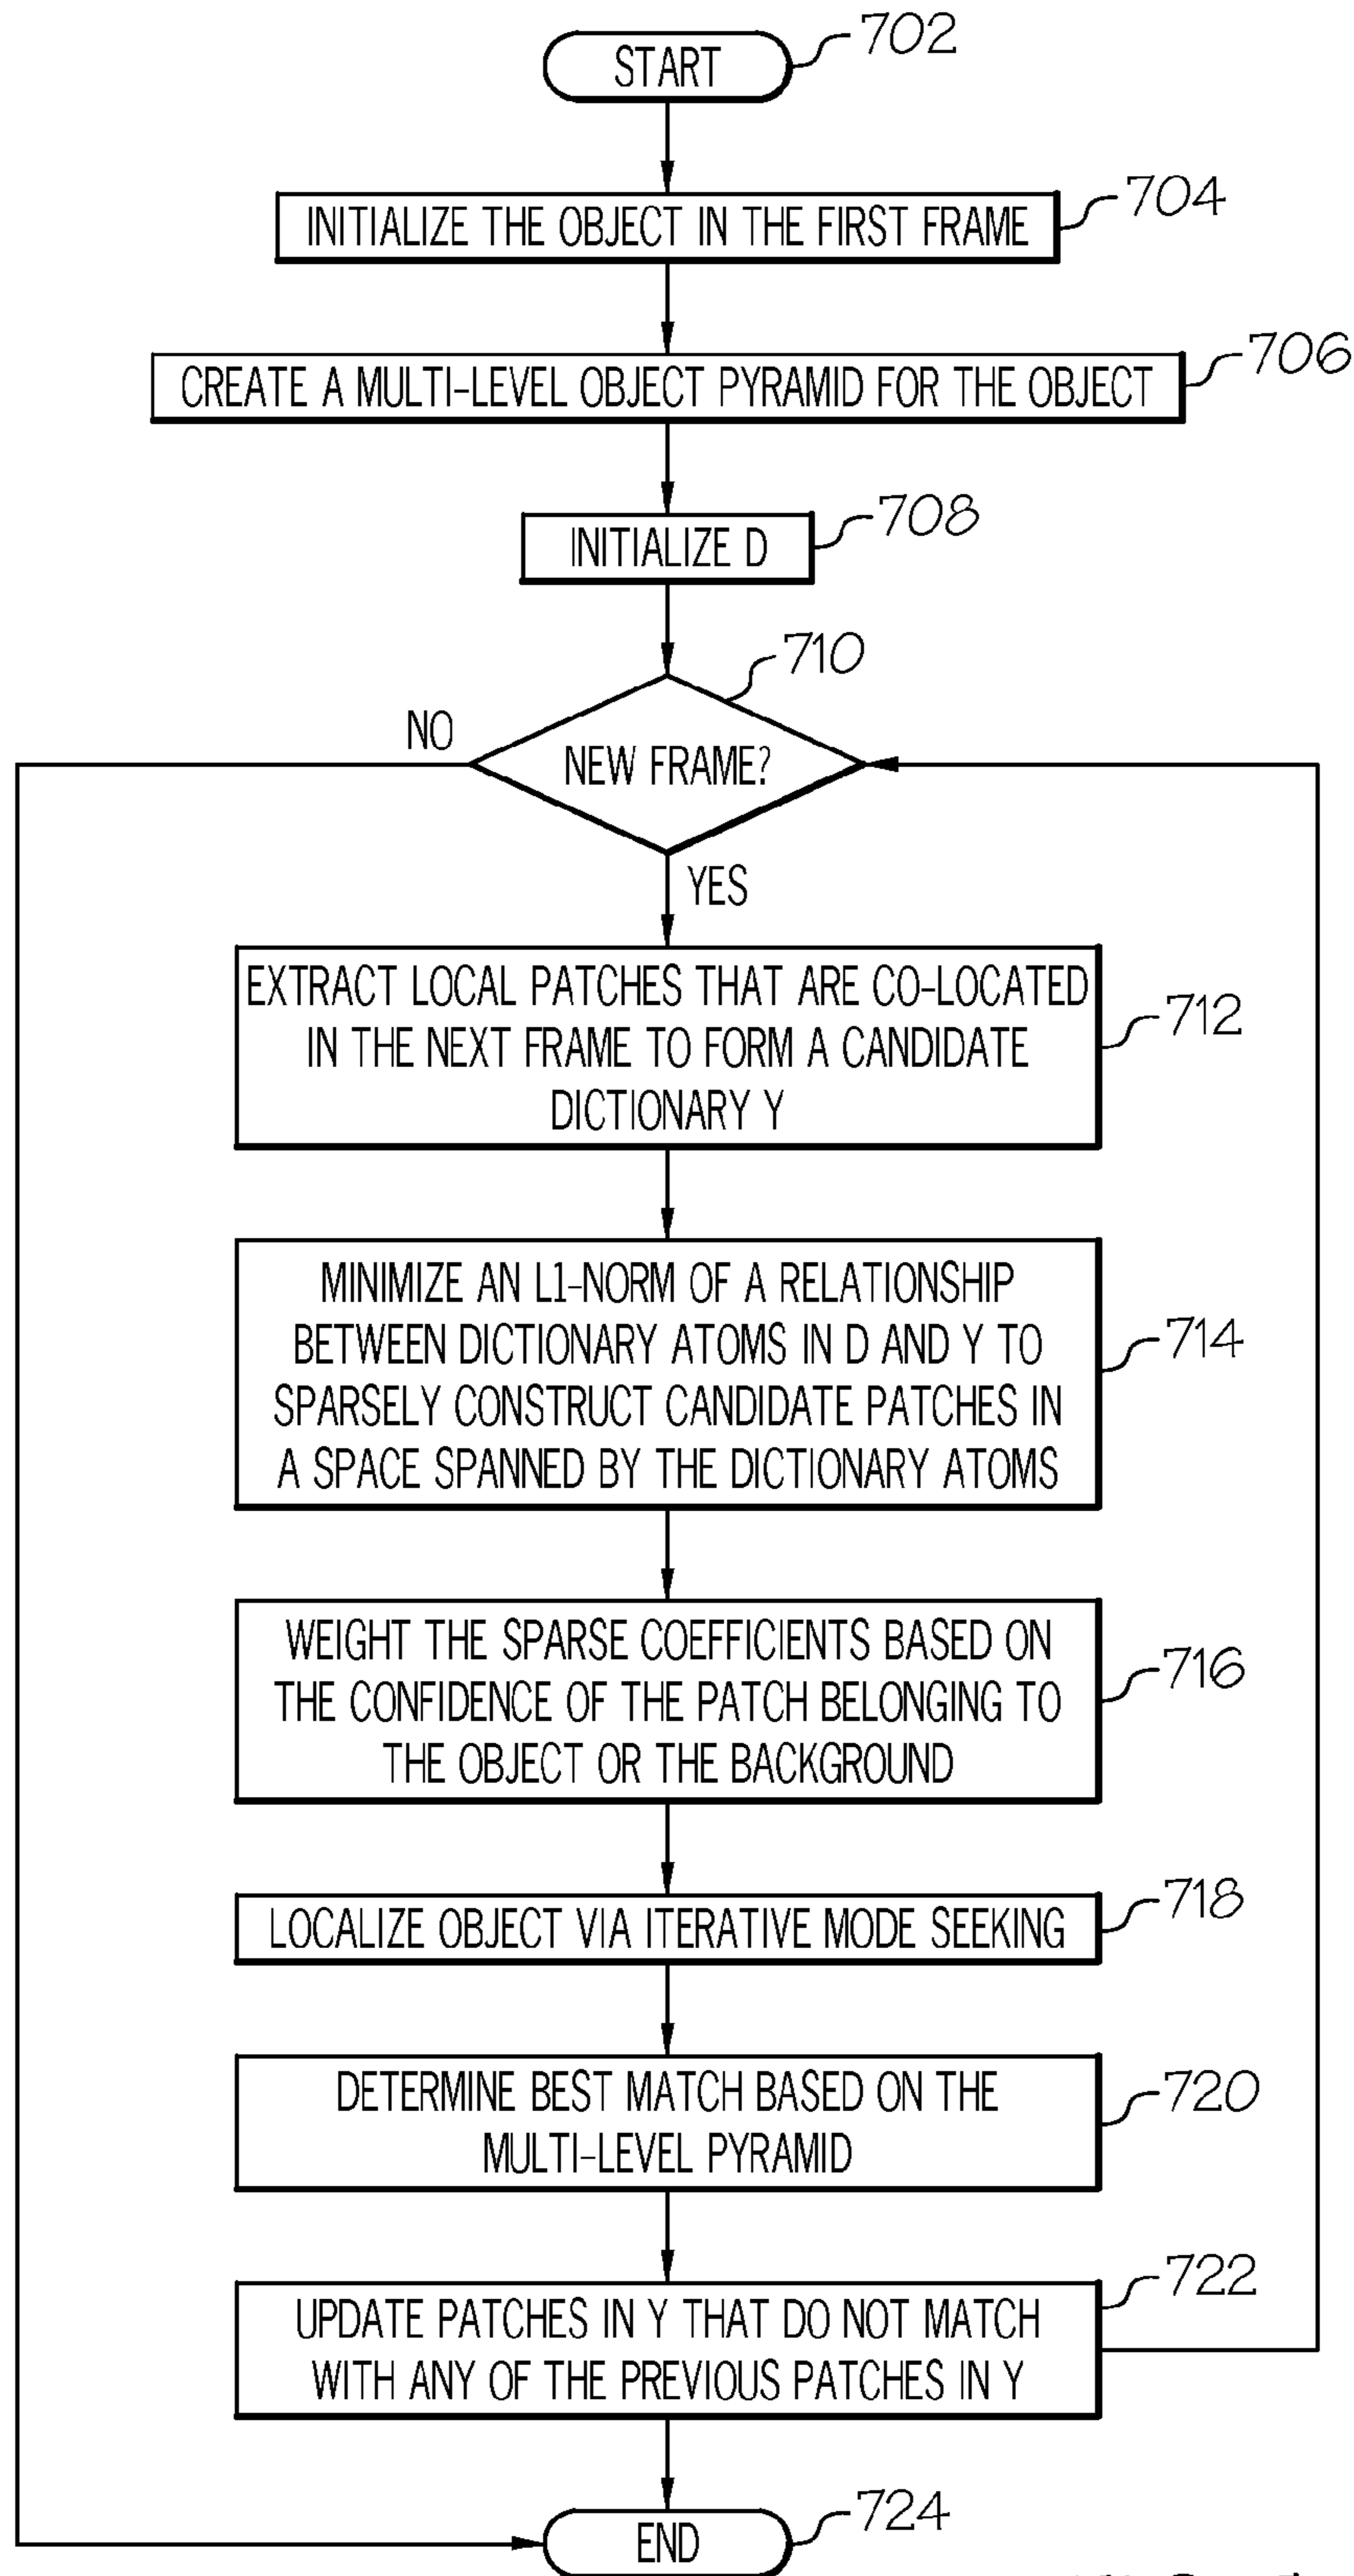 START
702
INITIALIZE THE OBJECT IN THE FIRST FRAME
704
CREATE A MULTI-LEVEL OBJECT PYRAMID FOR THE OBJECT
706
INITIALIZE D
708
NEW FRAME?
710
NO
YES
EXTRACT LOCAL PATCHES THAT ARE CO-LOCATED
IN THE NEXT FRAME TO FORM A CANDIDATE
DICTIONARY Y
712
MINIMIZE AN L1-NORM OF A RELATIONSHIP
BETWEEN DICTIONARY ATOMS IN D AND Y TO
SPARSELY CONSTRUCT CANDIDATE PATCHES IN
A SPACE SPANNED BY THE DICTIONARY ATOMS
714
WEIGHT THE SPARSE COEFFICIENTS BASED ON
THE CONFIDENCE OF THE PATCH BELONGING TO
THE OBJECT OR THE BACKGROUND
716
LOCALIZE OBJECT VIA ITERATIVE MODE SEEKING
718
DETERMINE BEST MATCH BASED ON THE
MULTI-LEVEL PYRAMID
720
UPDATE PATCHES IN Y THAT DO NOT MATCH
WITH ANY OF THE PREVIOUS PATCHES IN Y
722
END
724